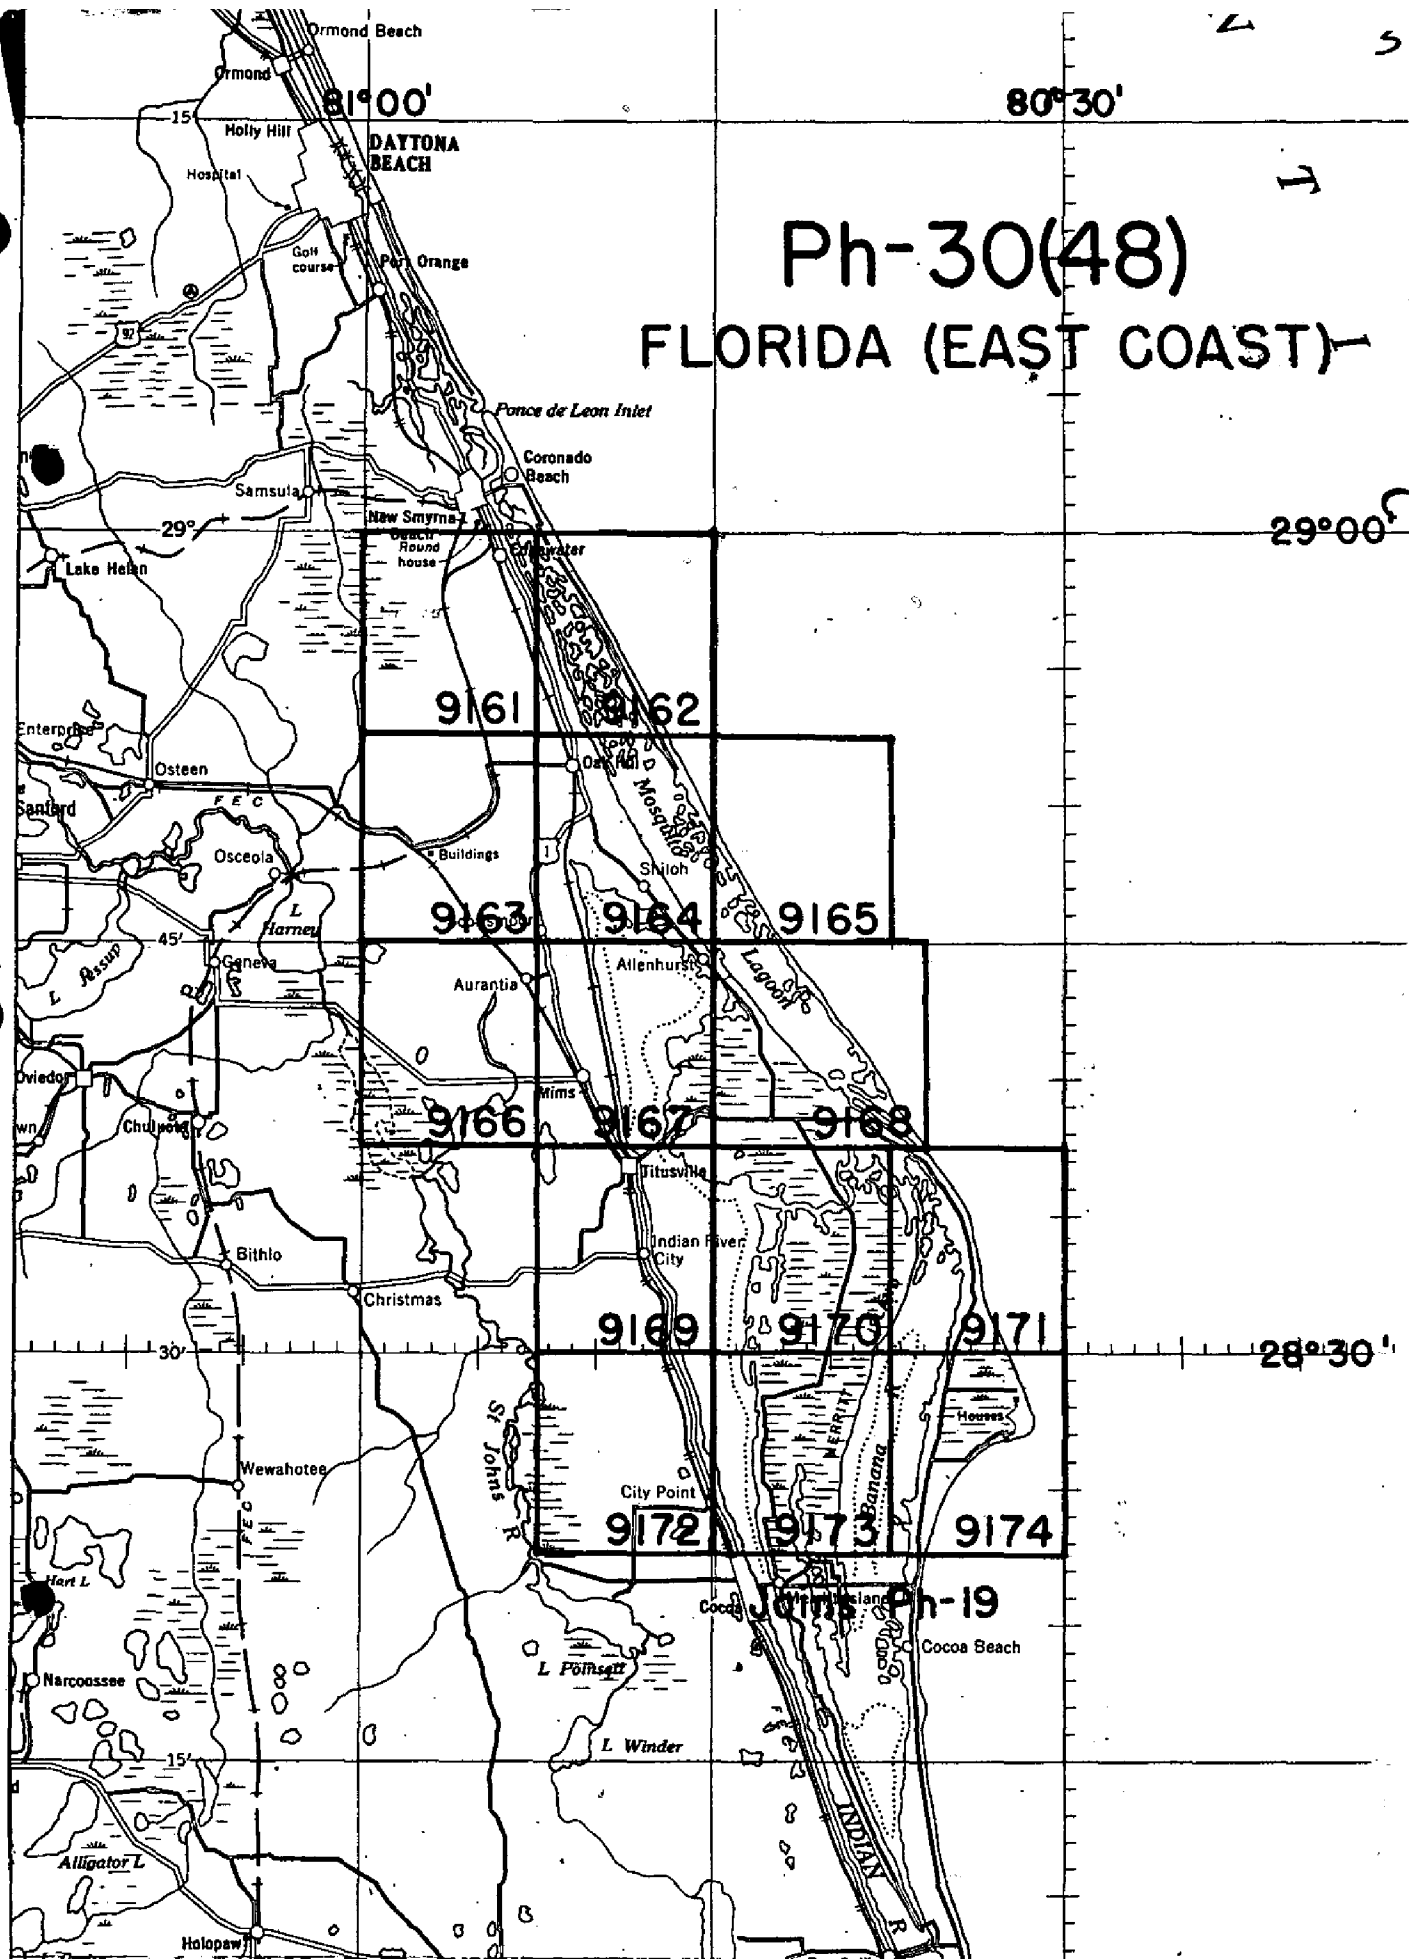 Ormond Beach
Ormond
81°00'
80°30'
15'
Holly Hill
DAYTONA
BEACH
Hospital
Ph-30(48)
Golf
course
Port Orange
92
FLORIDA (EAST COAST)
Ponce de Leon Inlet
Coronado
Beach
Samsula
New Smyrna
Beach
29°
29°00'
Round
house
Edgewater
Lake Helen
9161
9162
Enterprise
Oak Hill
Osteen
Mosquito
F E C
Sanford
1
Osceola
Buildings
Shiloh
L
Harney
9163
9164
9165
45'
L Jessup
Geneva
Allenhurst
Lagoon
Aurantia
Oviedo
Mims
9166
9167
9168
Chuluota
Titusville
Indian River
City
Bithlo
Christmas
9169
9170
9171
30'
28°30'
St Johns R
MERRITT
Houses
Banana
Wewahotee
City Point
F E C
9172
9173
9174
Hart L
Cocoa
Joins Ph-19
Cocoa Beach
L Poinsett
Narcoossee
L Winder
F E C
15'
INDIAN
R
Alligator L
Holopaw